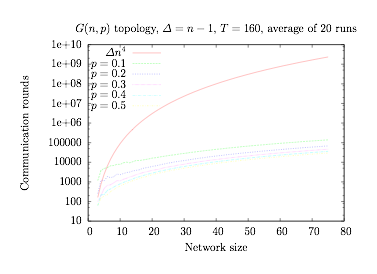 G(n, p) topology, Δ = n − 1, T = 160, average of 20 runs
1e+10
1e+09
1e+08
1e+07
1e+06
100000
10000
1000
100
10
Δn⁴
p = 0.1
p = 0.2
p = 0.3
p = 0.4
p = 0.5
Communication rounds
0 10 20 30 40 50 60 70 80
Network size